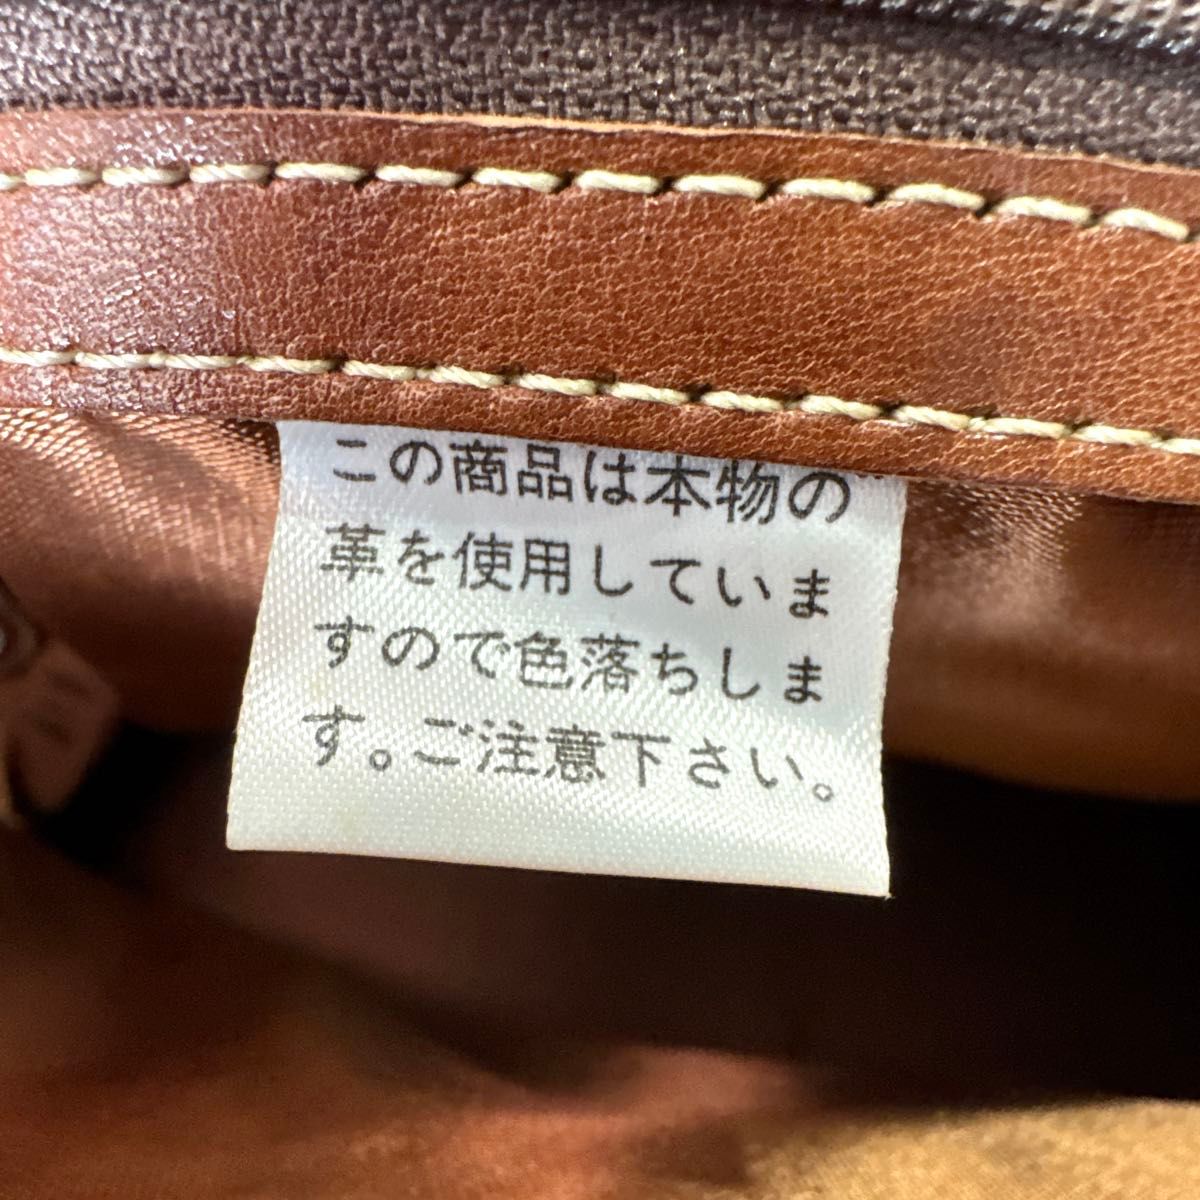 この商品は本物の
革を使用していま
すので色落ちしま
す。ご注意下さい。